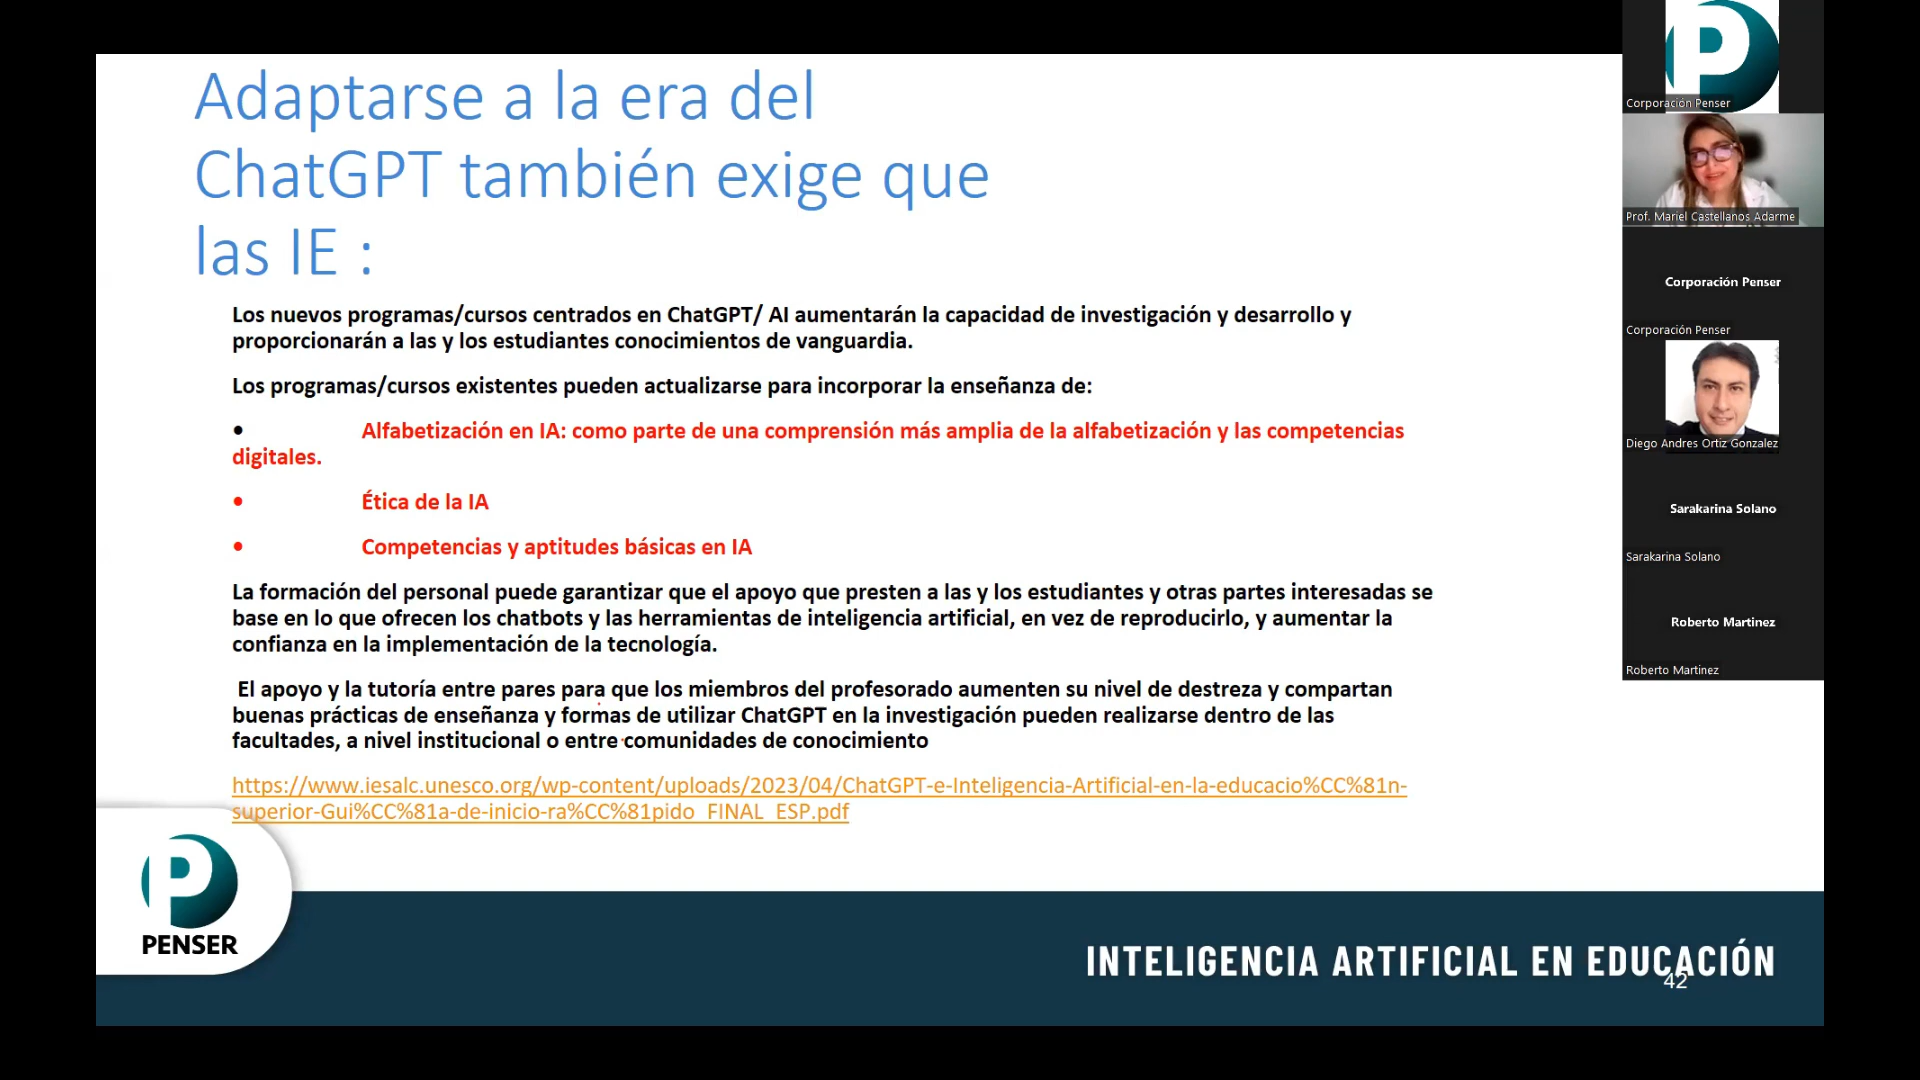 Adaptarse a la era del
ChatGPT también exige que
las IE :
Los nuevos programas/cursos centrados en ChatGPT/ AI aumentarán la capacidad de investigación y desarrollo y
proporcionarán a las y los estudiantes conocimientos de vanguardia.
Los programas/cursos existentes pueden actualizarse para incorporar la enseñanza de:
• Alfabetización en IA: como parte de una comprensión más amplia de la alfabetización y las competencias
digitales.
• Ética de la IA
• Competencias y aptitudes básicas en IA
La formación del personal puede garantizar que el apoyo que presten a las y los estudiantes y otras partes interesadas se
base en lo que ofrecen los chatbots y las herramientas de inteligencia artificial, en vez de reproducirlo, y aumentar la
confianza en la implementación de la tecnología.
El apoyo y la tutoría entre pares para que los miembros del profesorado aumenten su nivel de destreza y compartan
buenas prácticas de enseñanza y formas de utilizar ChatGPT en la investigación pueden realizarse dentro de las
facultades, a nivel institucional o entre comunidades de conocimiento
https://www.iesalc.unesco.org/wp-content/uploads/2023/04/ChatGPT-e-Inteligencia-Artificial-en-la-educacio%CC%81n-
superior-Gui%CC%81a-de-inicio-ra%CC%81pido_FINAL_ESP.pdf
P
PENSER
INTELIGENCIA ARTIFICIAL EN EDUCACIÓN
42
P
Corporación Penser
Prof. Mariel Castellanos Adarme
Corporación Penser
Corporación Penser
Diego Andres Ortiz Gonzalez
Sarakarina Solano
Sarakarina Solano
Roberto Martinez
Roberto Martinez